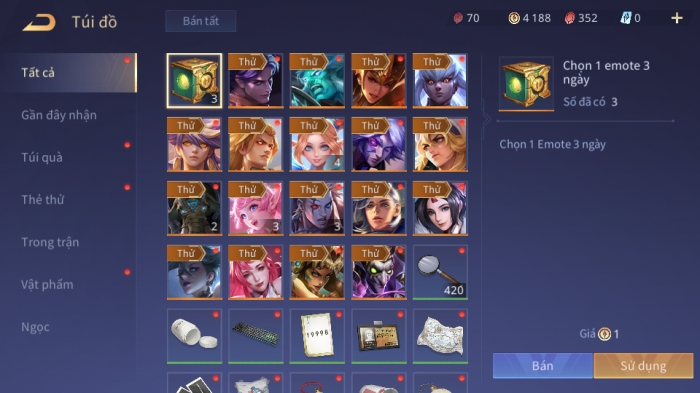 Túi đồ
Bán tất
70
4 188
352
0
Tất cả
Gần đây nhận
Túi quà
Thẻ thử
Trong trận
Vật phẩm
Ngọc
3
Thử
Thử
Thử
Thử
Thử
Thử
Thử
4
Thử
Thử
Thử
2
Thử
3
Thử
3
Thử
Thử
Thử
Thử
Thử
Thử
420
19998
Chọn 1 emote 3
ngày
Số đã có 3
Chọn 1 Emote 3 ngày
Giá 1
Bán
Sử dụng